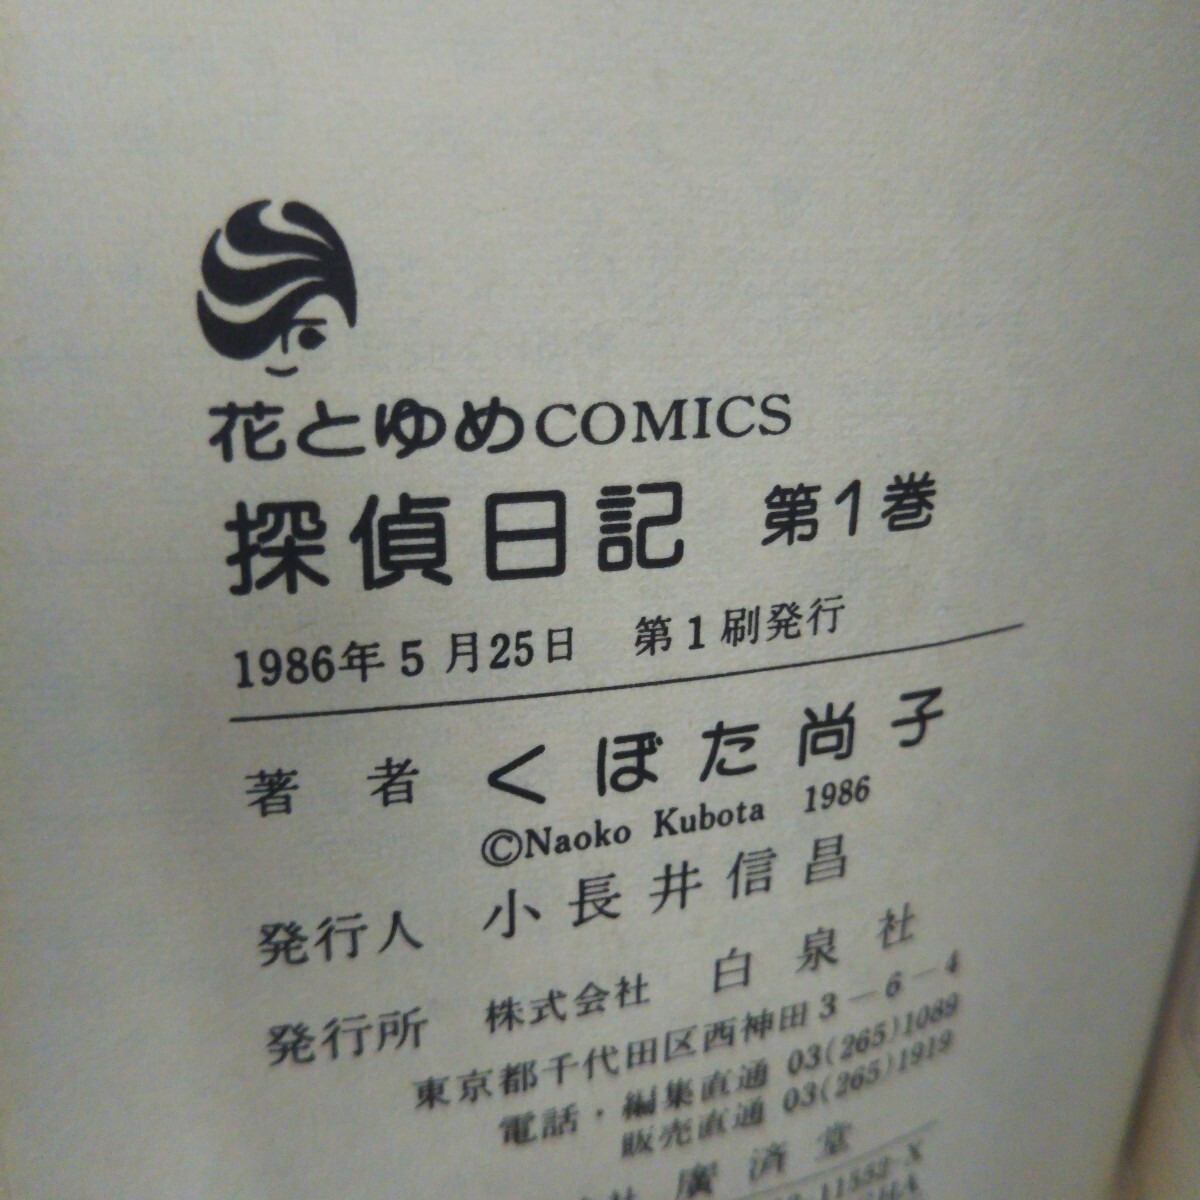 花とゆめCOMICS
探偵日記 第1巻
1986年5月25日 第1刷発行
著者 くぼた尚子
©Naoko Kubota 1986
発行人 小長井信昌
発行所 株式会社 白泉社
東京都千代田区西神田3-6-4
電話・編集直通 03(265)1089
販売直通 03(265)1919
廣済堂
11552-X